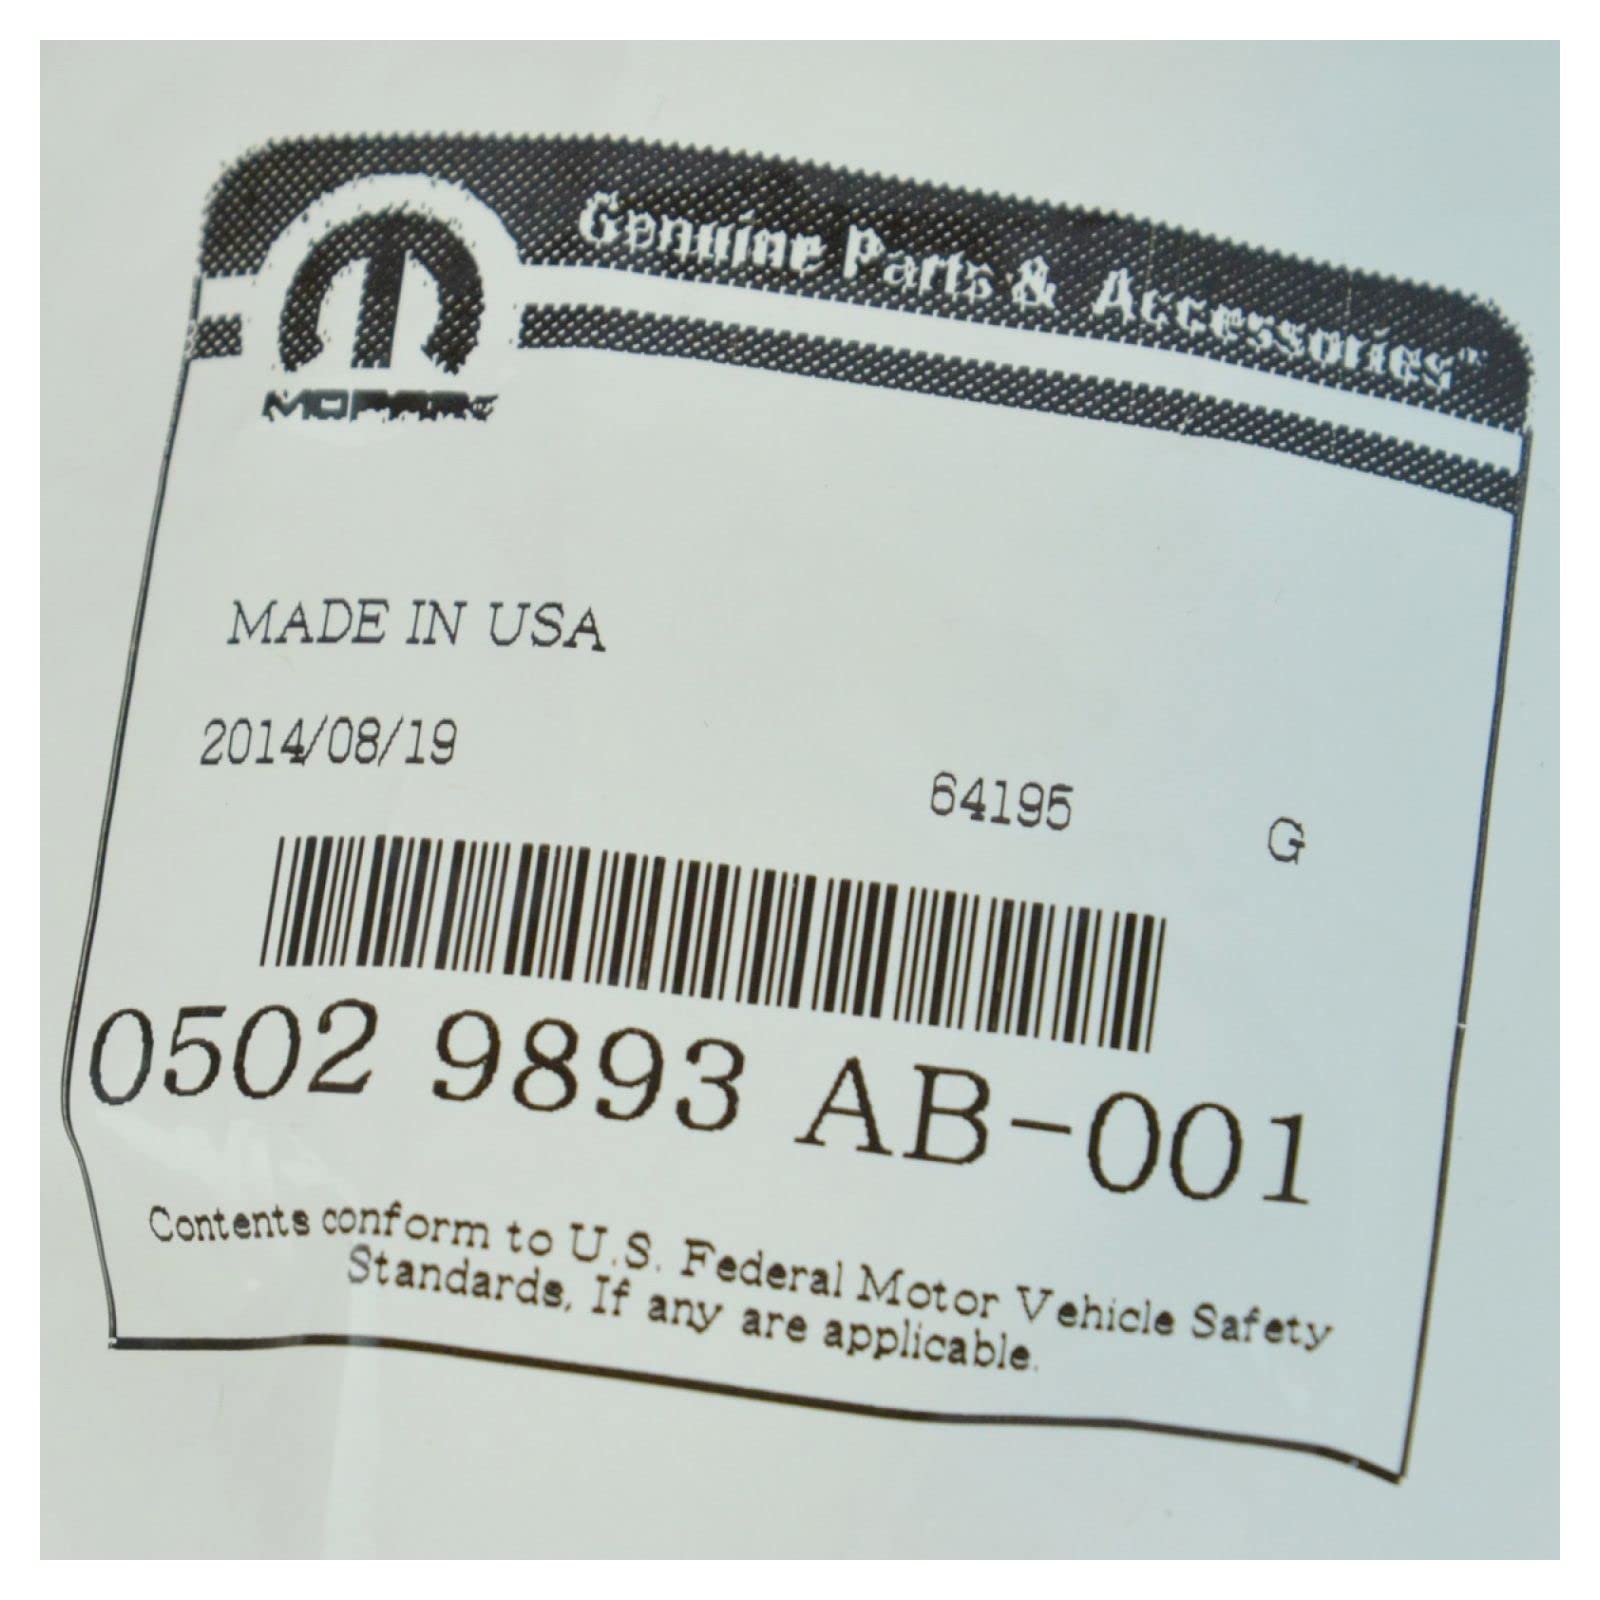 Genuine Parts & Accessories™
MOPAR
MADE IN USA
2014/08/19
64195 G
0502 9893 AB-001
Contents conform to U.S. Federal Motor Vehicle Safety
Standards, If any are applicable.